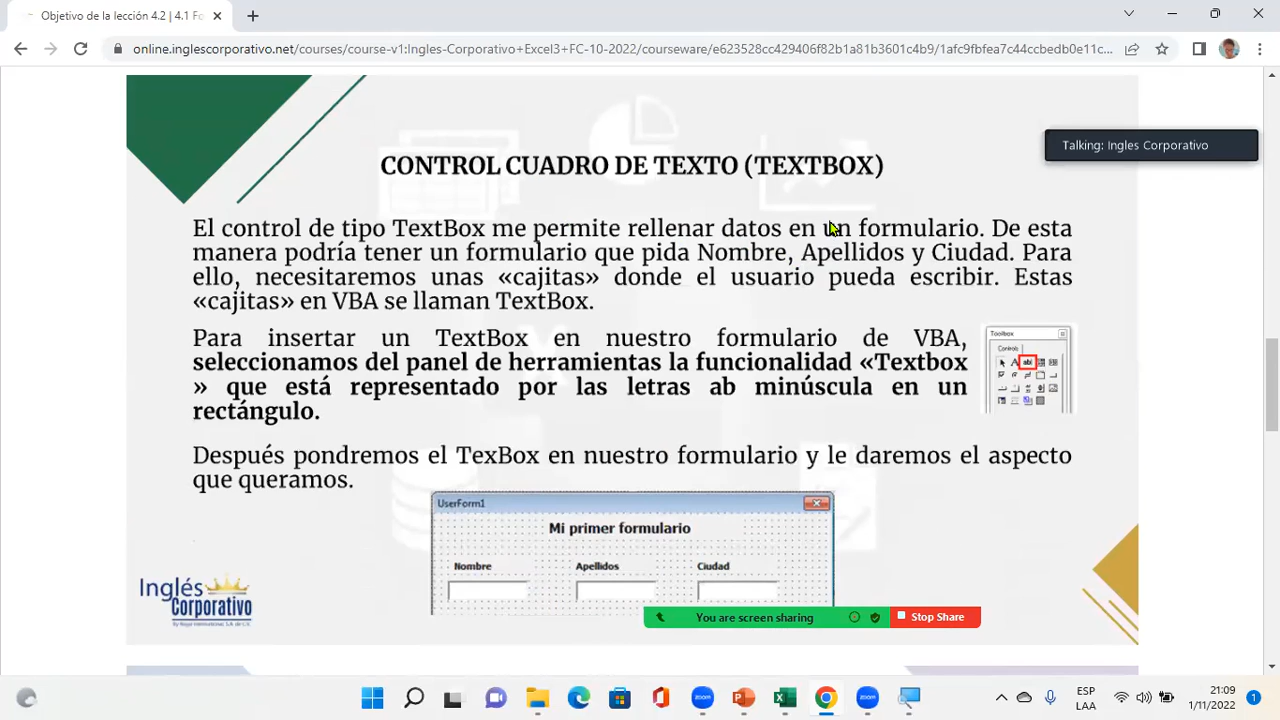 Objetivo de la lección 4.2 | 4.1 Fo
online.inglescorporativo.net/courses/course-v1:Ingles-Corporativo+Excel3+FC-10-2022/courseware/e623528cc429406f82b1a81b3601c4b9/1afc9fbfea7c44ccbedb0e11c...
Talking: Ingles Corporativo
CONTROL CUADRO DE TEXTO (TEXTBOX)
El control de tipo TextBox me permite rellenar datos en un formulario. De esta
manera podría tener un formulario que pida Nombre, Apellidos y Ciudad. Para
ello, necesitaremos unas «cajitas» donde el usuario pueda escribir. Estas
«cajitas» en VBA se llaman TextBox.
Para insertar un TextBox en nuestro formulario de VBA,
seleccionamos del panel de herramientas la funcionalidad «Textbox
» que está representado por las letras ab minúscula en un
rectángulo.
Toolbox
Controls
A ab|
Después pondremos el TexBox en nuestro formulario y le daremos el aspecto
que queramos.
UserForm1
Mi primer formulario
Nombre Apellidos Ciudad
Inglés
Corporativo
You are screen sharing
Stop Share
zoom
zoom
ESP
LAA
21:09
1/11/2022
1